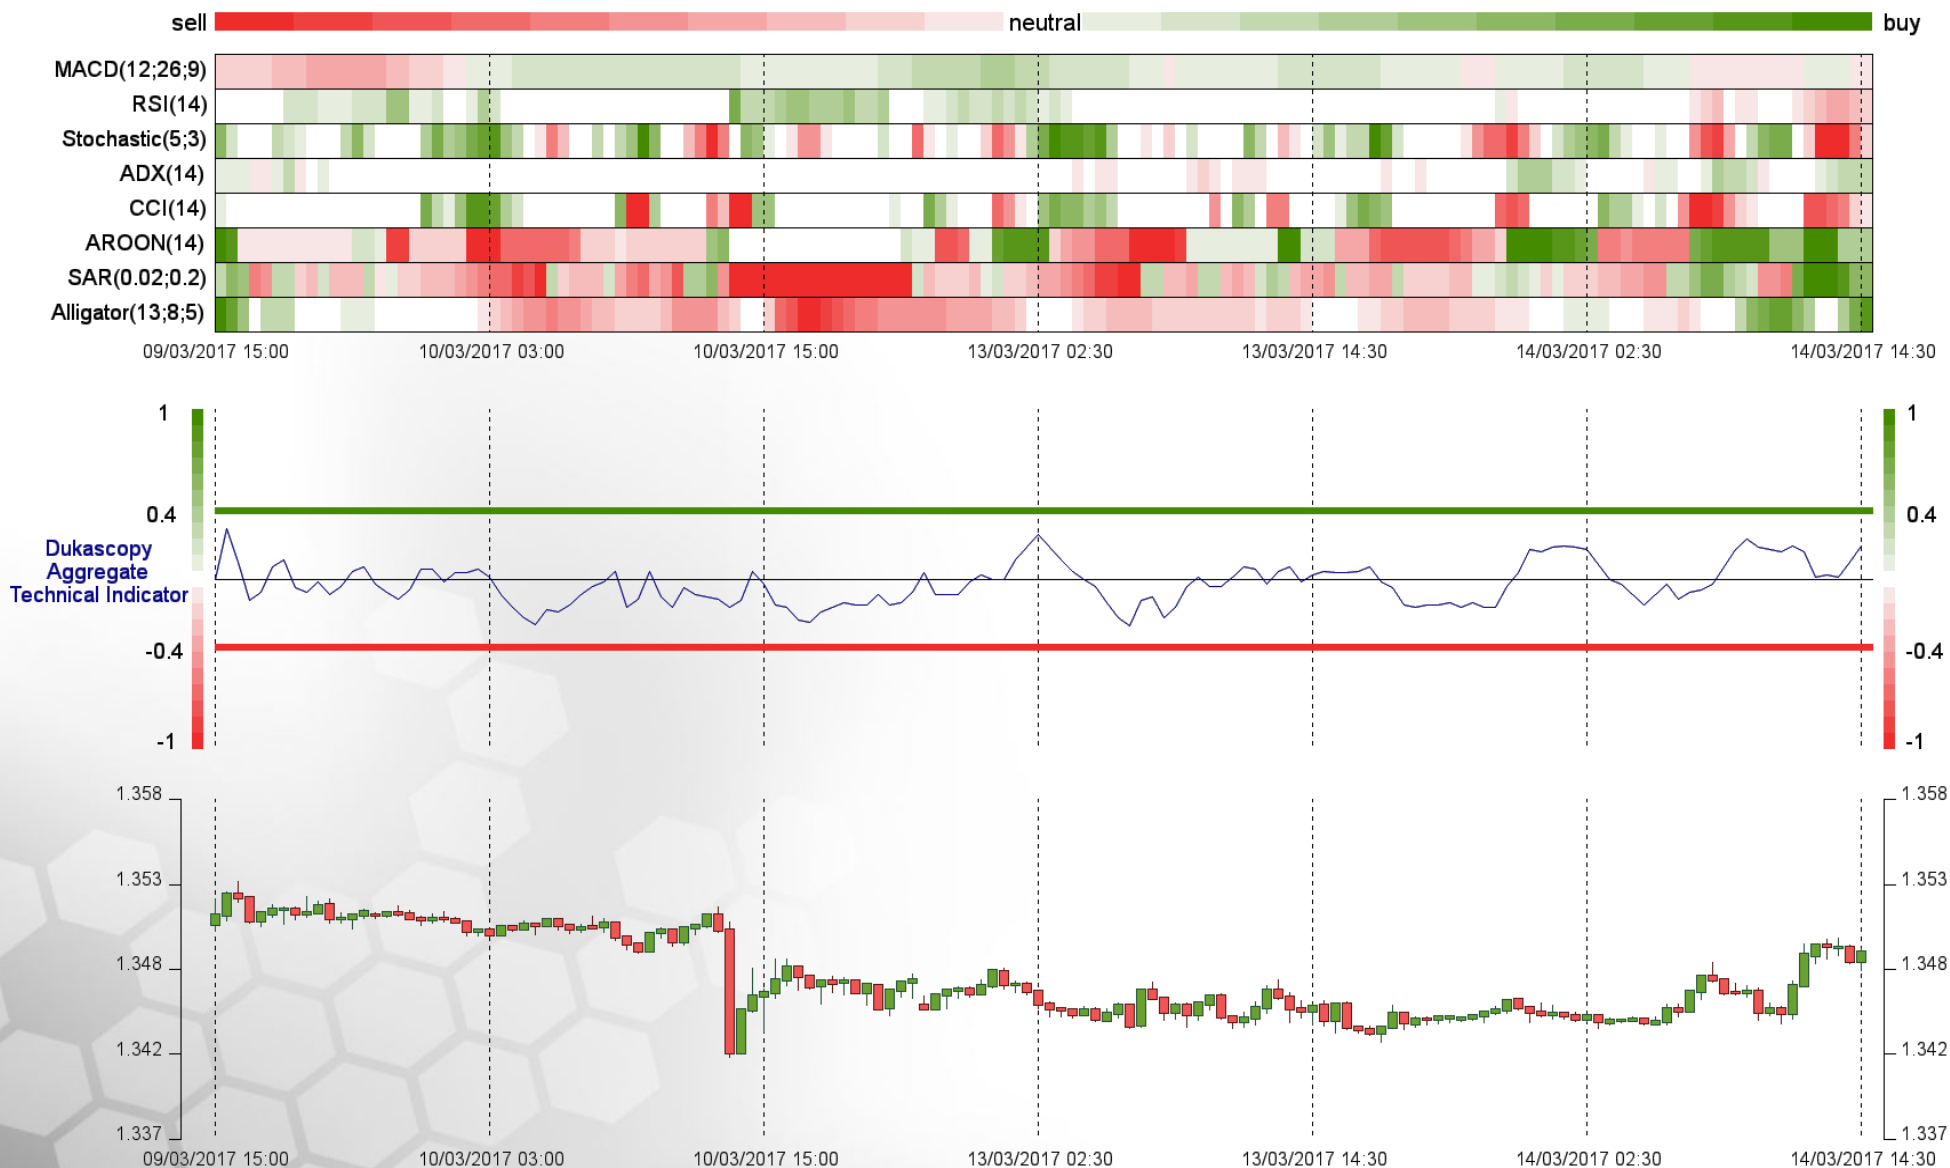 sell neutral buy
MACD(12;26;9)
RSI(14)
Stochastic(5;3)
ADX(14)
CCI(14)
AROON(14)
SAR(0.02;0.2)
Alligator(13;8;5)
09/03/2017 15:00 10/03/2017 03:00 10/03/2017 15:00 13/03/2017 02:30 13/03/2017 14:30 14/03/2017 02:30 14/03/2017 14:30
1 1
0.4 0.4
Dukascopy
Aggregate
Technical Indicator
-0.4 -0.4
-1 -1
1.358 1.358
1.353 1.353
1.348 1.348
1.342 1.342
1.337 1.337
09/03/2017 15:00 10/03/2017 03:00 10/03/2017 15:00 13/03/2017 02:30 13/03/2017 14:30 14/03/2017 02:30 14/03/2017 14:30